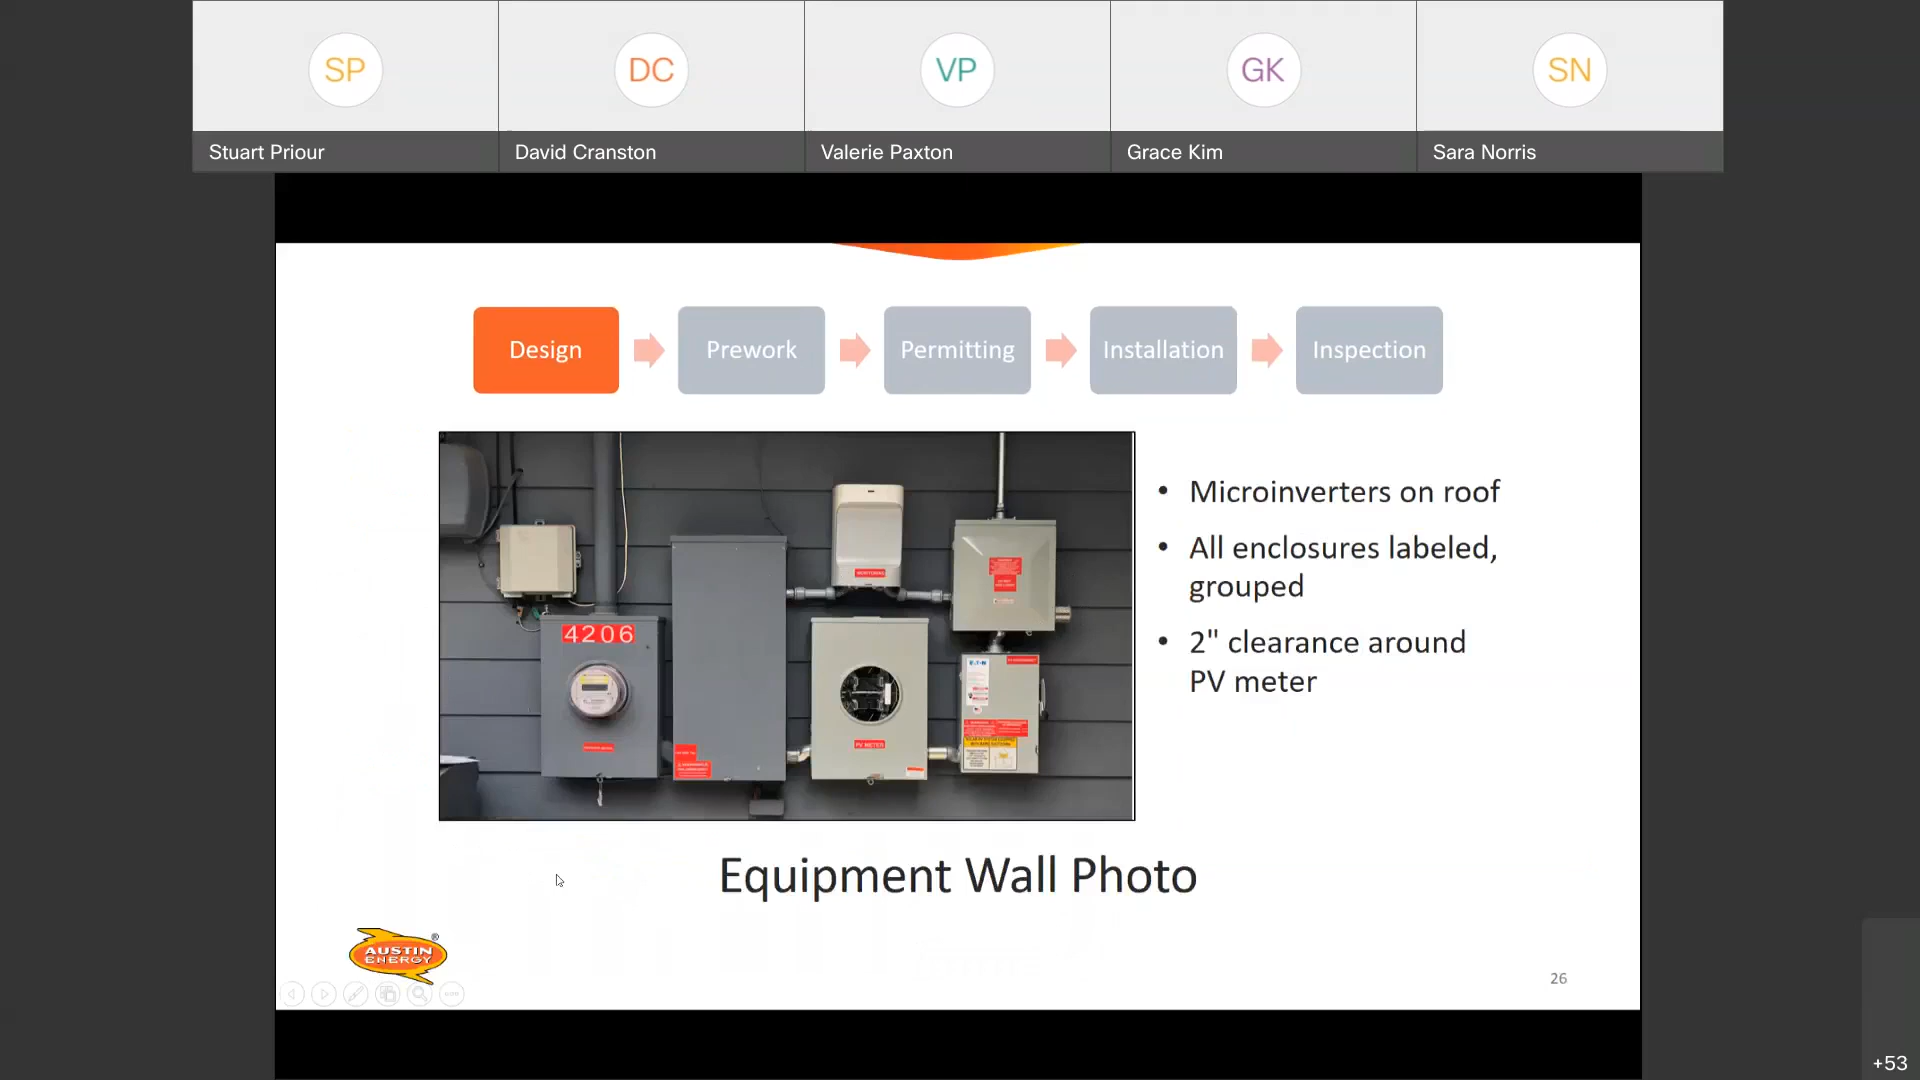 SP
DC
VP
GK
SN
Stuart Priour
David Cranston
Valerie Paxton
Grace Kim
Sara Norris
Design
Prework
Permitting
Installation
Inspection
4206
MONITORING
PV METER
E·T·N
• Microinverters on roof
• All enclosures labeled,
grouped
• 2" clearance around
PV meter
Equipment Wall Photo
AUSTIN
ENERGY
®
26
+53